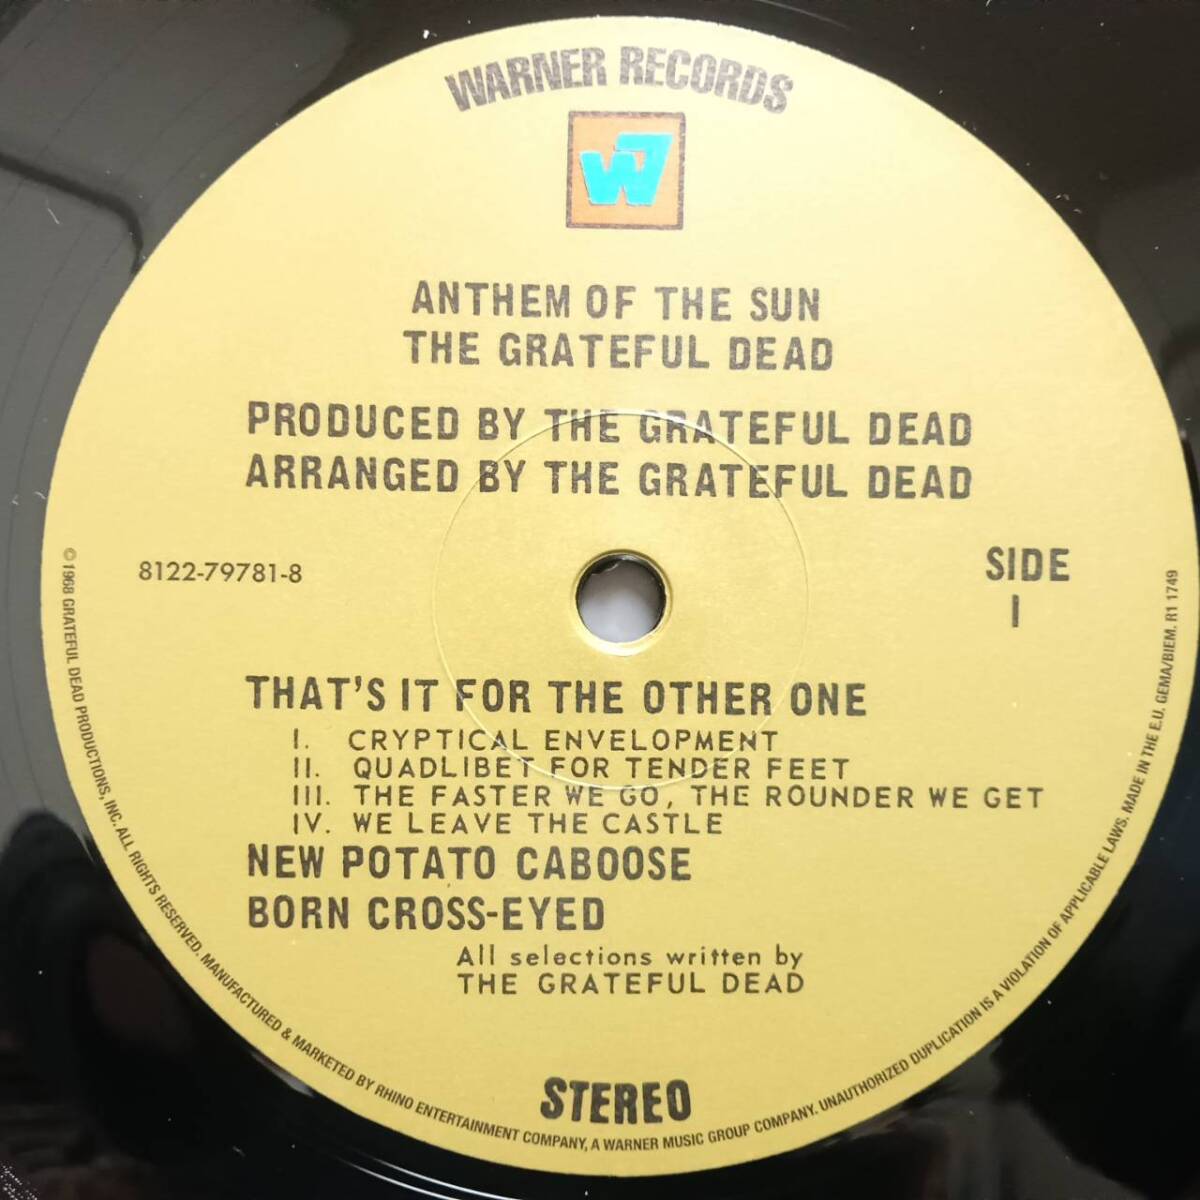 WARNER RECORDS
W7
ANTHEM OF THE SUN
THE GRATEFUL DEAD
PRODUCED BY THE GRATEFUL DEAD
ARRANGED BY THE GRATEFUL DEAD
8122-79781-8
SIDE
1
THAT'S IT FOR THE OTHER ONE
I. CRYPTICAL ENVELOPMENT
II. QUADLIBET FOR TENDER FEET
III. THE FASTER WE GO, THE ROUNDER WE GET
IV. WE LEAVE THE CASTLE
NEW POTATO CABOOSE
BORN CROSS-EYED
All selections written by
THE GRATEFUL DEAD
STEREO
©1968 GRATEFUL DEAD PRODUCTIONS, INC. ALL RIGHTS RESERVED. MANUFACTURED & MARKETED BY RHINO ENTERTAINMENT COMPANY, A WARNER MUSIC GROUP COMPANY. UNAUTHORIZED DUPLICATION IS A VIOLATION OF APPLICABLE LAWS. MADE IN THE E.U. GEMA/BIEM. R1 1749